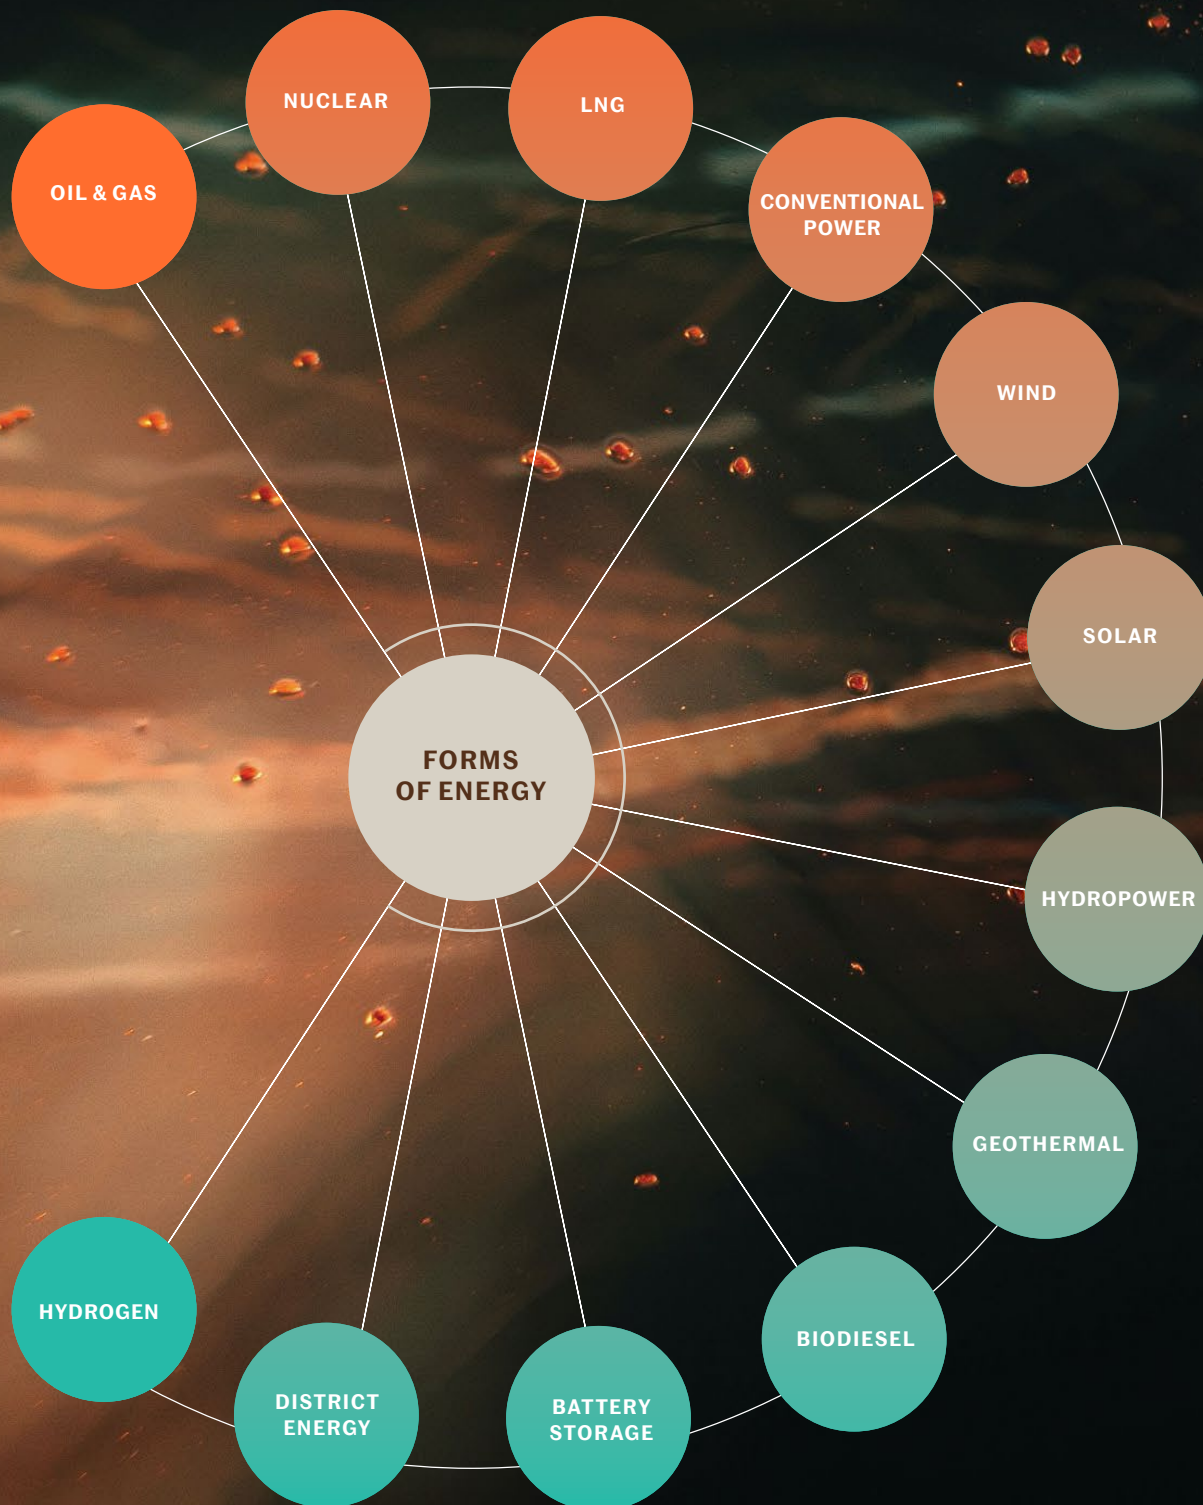 NUCLEAR
LNG
OIL & GAS
CONVENTIONAL
POWER
WIND
SOLAR
FORMS
OF ENERGY
HYDROPOWER
GEOTHERMAL
HYDROGEN
BIODIESEL
DISTRICT
ENERGY
BATTERY
STORAGE